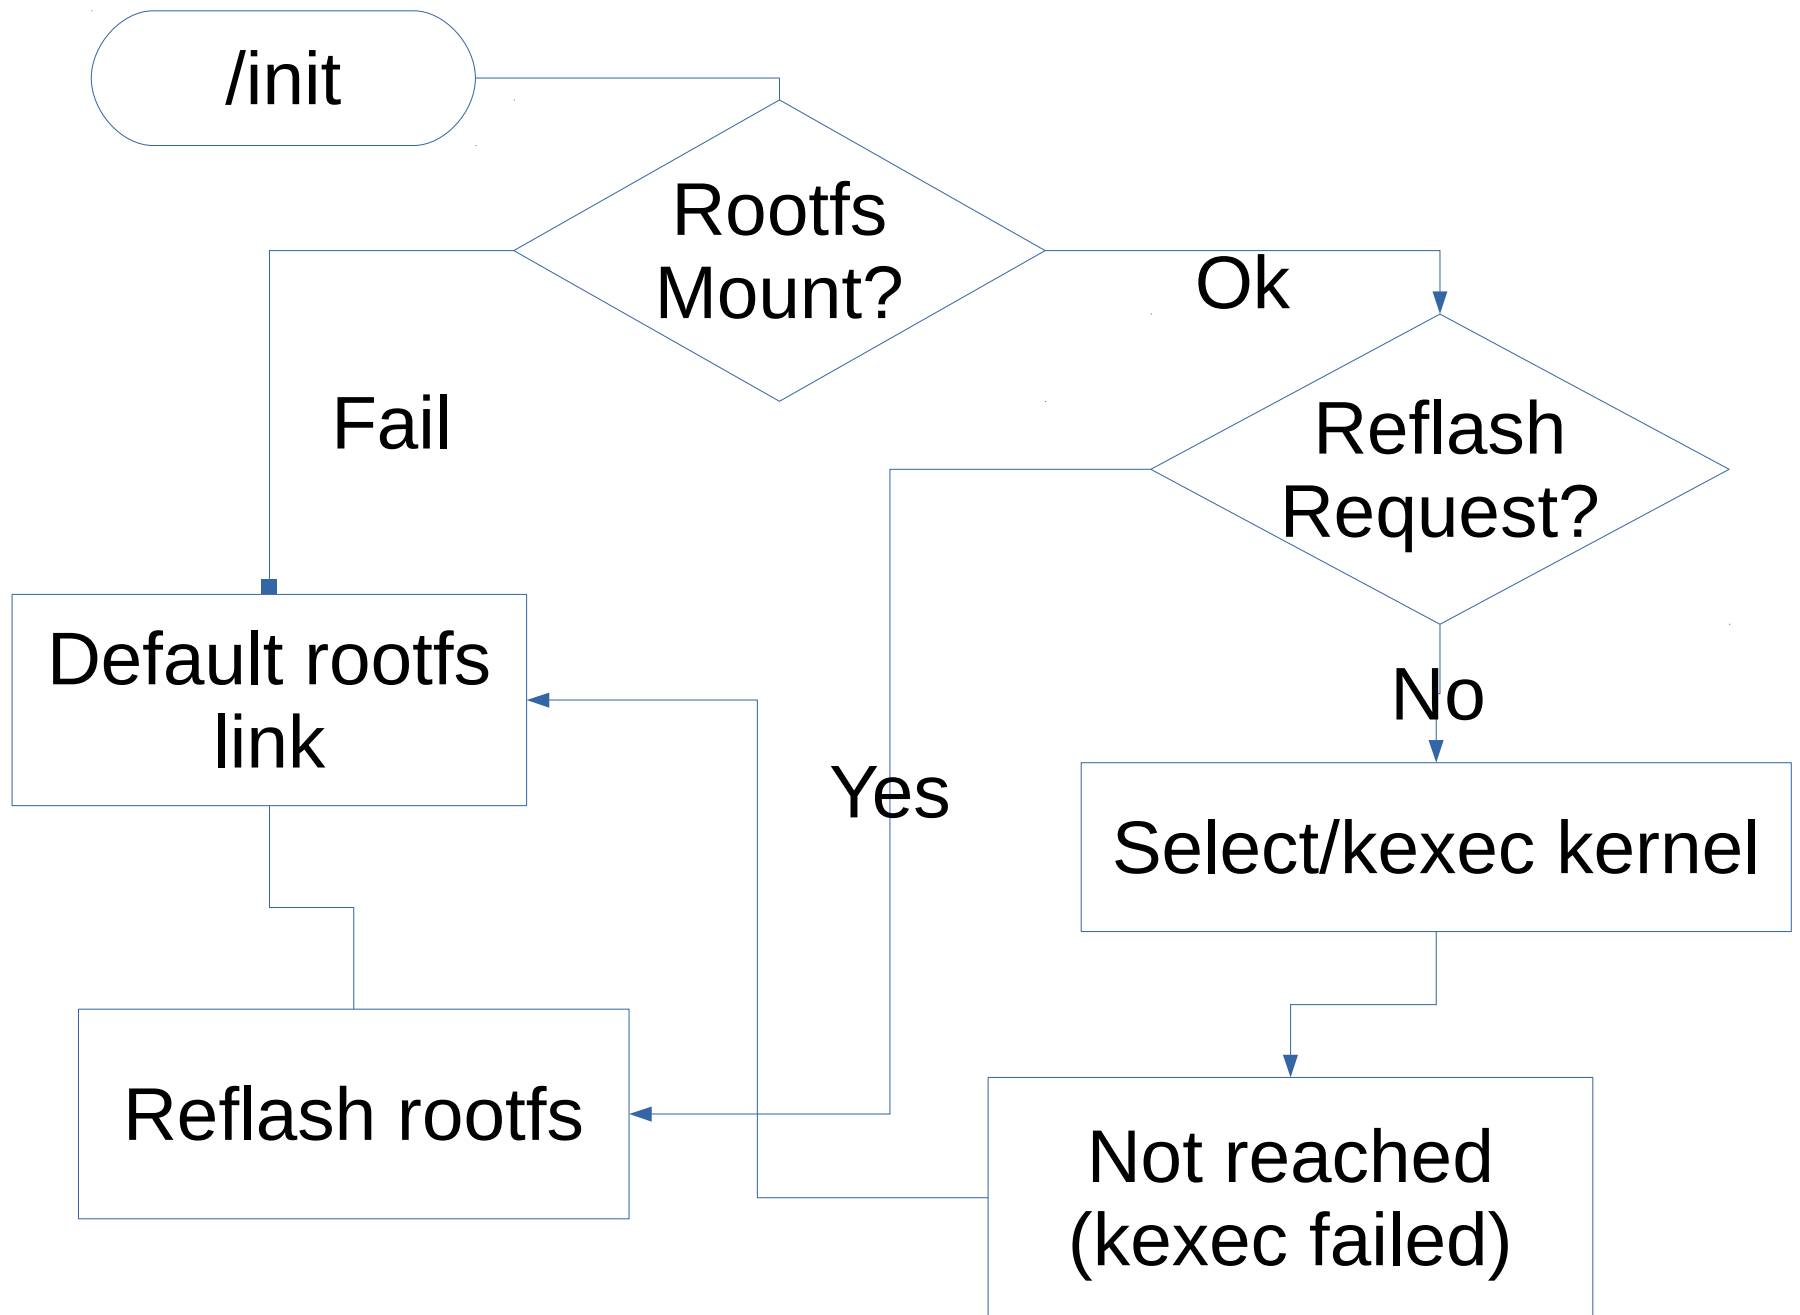 /init
Rootfs
Mount?
Ok
Fail
Reflash
Request?
Default rootfs
link
No
Yes
Select/kexec kernel
Reflash rootfs
Not reached
(kexec failed)